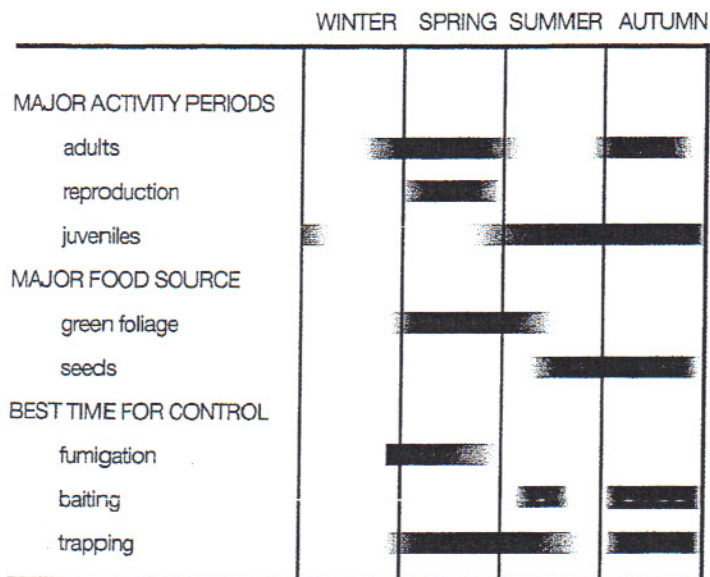 WINTER SPRING SUMMER AUTUMN
MAJOR ACTIVITY PERIODS
adults
reproduction
juveniles
MAJOR FOOD SOURCE
green foliage
seeds
BEST TIME FOR CONTROL
fumigation
baiting
trapping